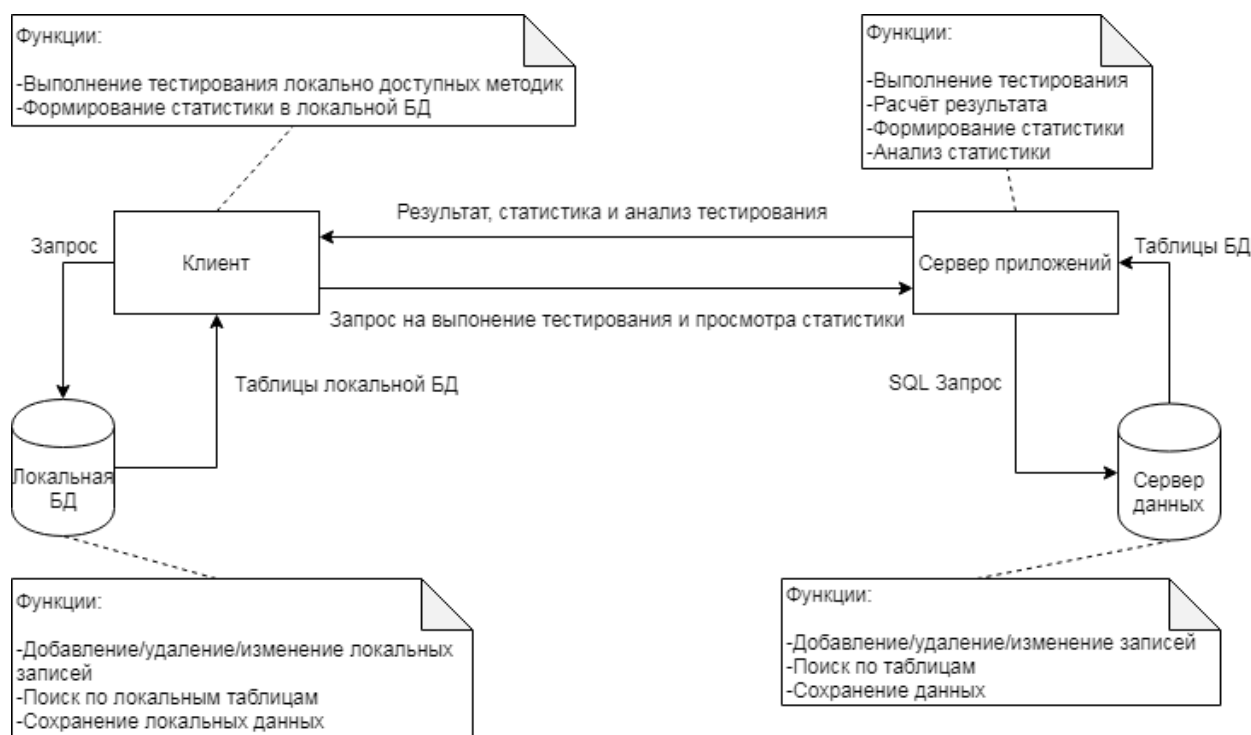 Функции:
-Выполнение тестирования локально доступных методик
-Формирование статистики в локальной БД
Функции:
-Выполнение тестирования
-Расчёт результата
-Формирование статистики
-Анализ статистики
Результат, статистика и анализ тестирования
Запрос
Клиент
Сервер приложений
Таблицы БД
Запрос на выпонение тестирования и просмотра статистики
Таблицы локальной БД
SQL Запрос
Локальная
БД
Сервер
данных
Функции:
-Добавление/удаление/изменение локальных
записей
-Поиск по локальным таблицам
-Сохранение локальных данных
Функции:
-Добавление/удаление/изменение записей
-Поиск по таблицам
-Сохранение данных